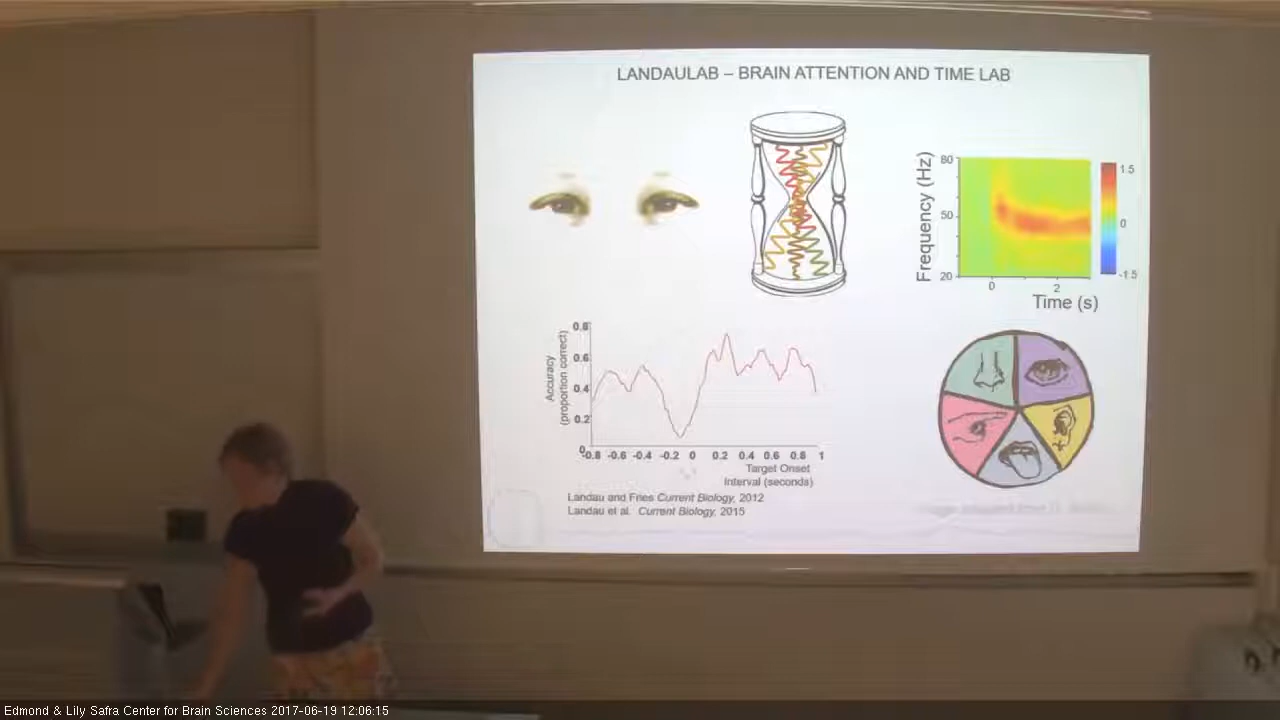 LANDAULAB – BRAIN ATTENTION AND TIME LAB
Frequency (Hz)
80
50
20
0
2
Time (s)
1.5
0
-1.5
Accuracy
(proportion correct)
0.8
0.6
0.4
0.2
0
-0.8 -0.6 -0.4 -0.2 0 0.2 0.4 0.6 0.8 1
Target Onset
Interval (seconds)
Landau and Fries Current Biology, 2012
Landau et al. Current Biology, 2015
Edmond & Lily Safra Center for Brain Sciences 2017-06-19 12:06:15